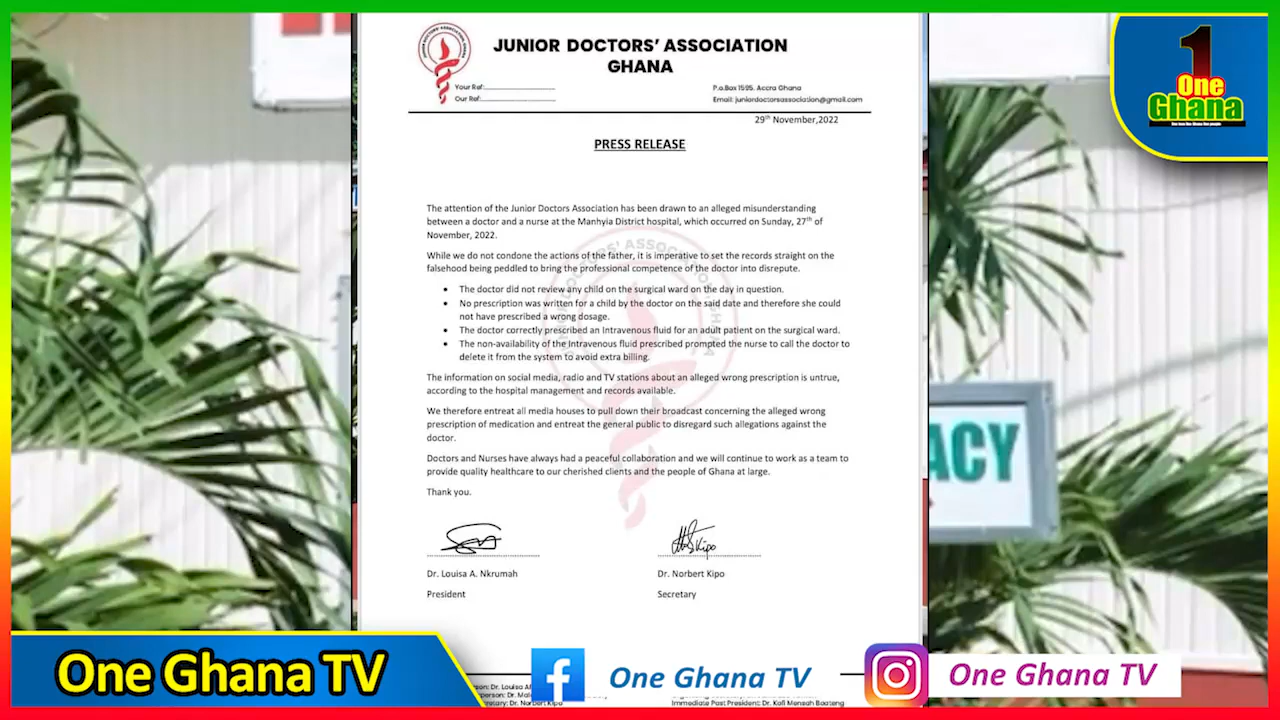 JUNIOR DOCTORS' ASSOCIATION
GHANA
Your Ref:
Our Ref:
P.o.Box 1595. Accra Ghana
Email: juniordoctorsassociation@gmail.com
29th November,2022
PRESS RELEASE
The attention of the Junior Doctors Association has been drawn to an alleged misunderstanding
between a doctor and a nurse at the Manhyia District hospital, which occurred on Sunday, 27th of
November, 2022.
While we do not condone the actions of the father, it is imperative to set the records straight on the
falsehood being peddled to bring the professional competence of the doctor into disrepute.
• The doctor did not review any child on the surgical ward on the day in question.
• No prescription was written for a child by the doctor on the said date and therefore she could
not have prescribed a wrong dosage.
• The doctor correctly prescribed an Intravenous fluid for an adult patient on the surgical ward.
• The non-availability of the Intravenous fluid prescribed prompted the nurse to call the doctor to
delete it from the system to avoid extra billing.
The information on social media, radio and TV stations about an alleged wrong prescription is untrue,
according to the hospital management and records available.
We therefore entreat all media houses to pull down their broadcast concerning the alleged wrong
prescription of medication and entreat the general public to disregard such allegations against the
doctor.
Doctors and Nurses have always had a peaceful collaboration and we will continue to work as a team to
provide quality healthcare to our cherished clients and the people of Ghana at large.
Thank you.
Dr. Louisa A. Nkrumah
Dr. Norbert Kipo
President
Secretary
1
One
Ghana
ACY
One Ghana TV
One Ghana TV
One Ghana TV
Immediate Post President: Dr. Kofi Mensah Boateng